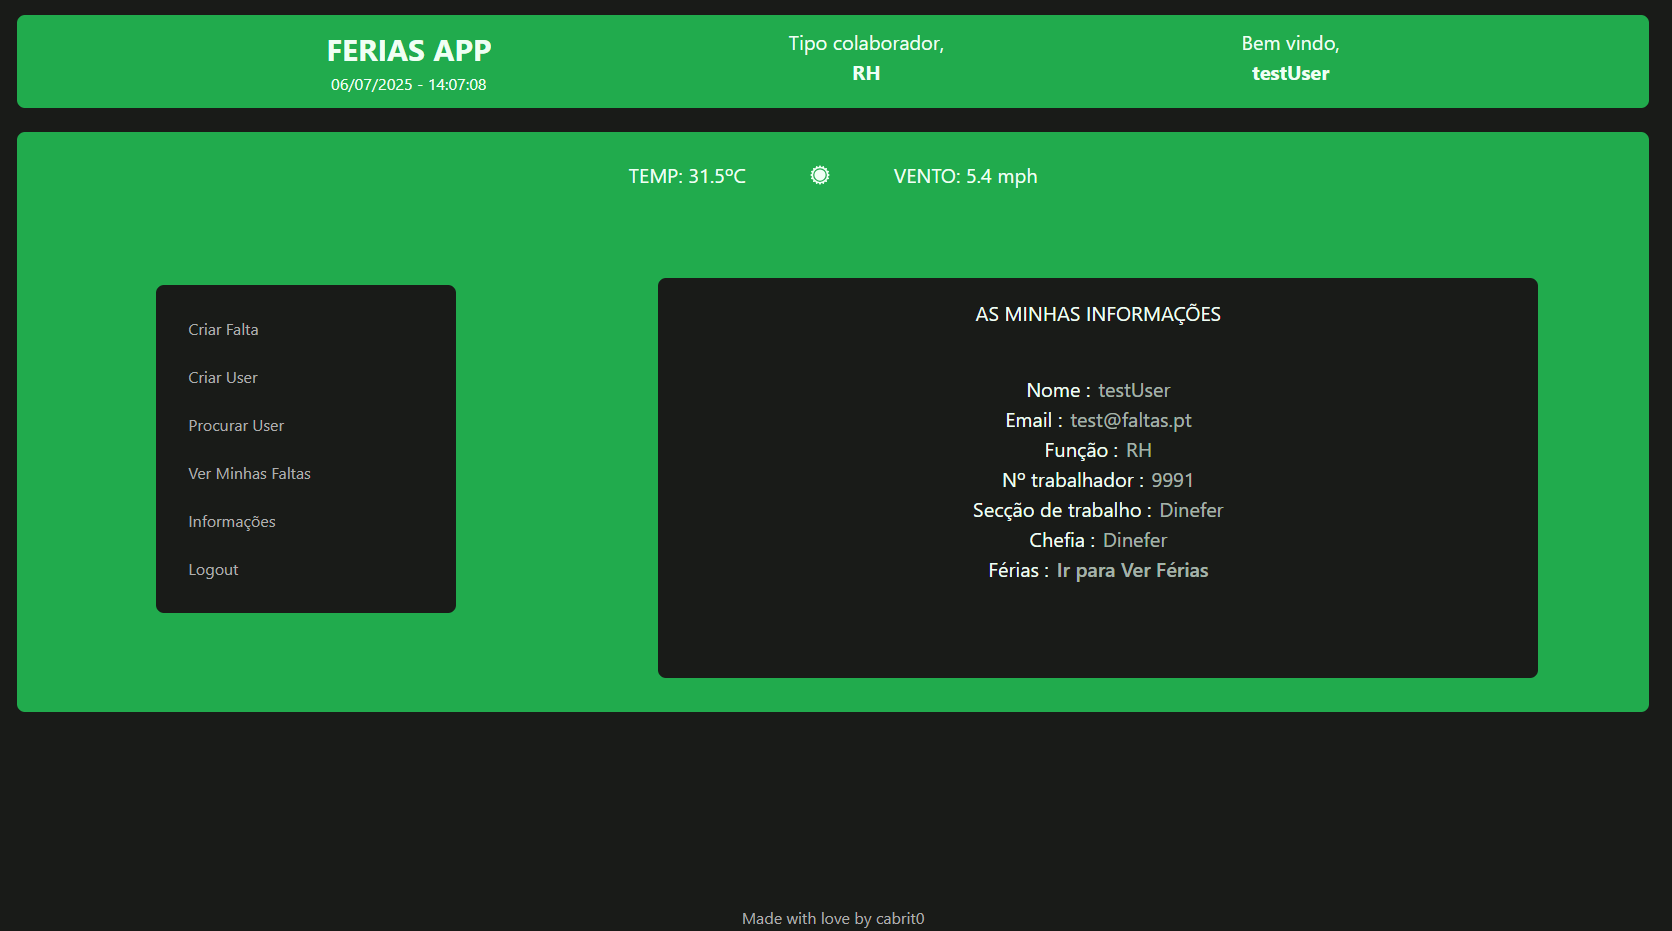 FERIAS APP
06/07/2025 - 14:07:08
Tipo colaborador,
RH
Bem vindo,
testUser
TEMP: 31.5ºC
VENTO: 5.4 mph
Criar Falta
Criar User
Procurar User
Ver Minhas Faltas
Informações
Logout
AS MINHAS INFORMAÇÕES
Nome : testUser
Email : test@faltas.pt
Função : RH
Nº trabalhador : 9991
Secção de trabalho : Dinefer
Chefia : Dinefer
Férias : Ir para Ver Férias
Made with love by cabrit0